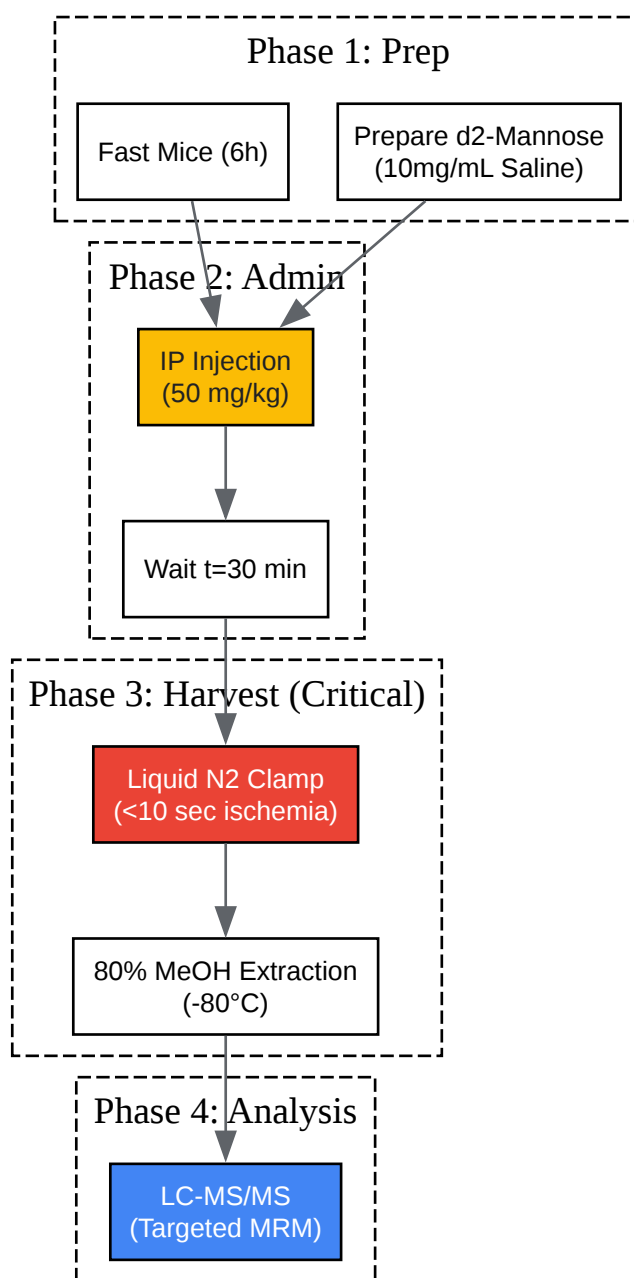 Phase 1: Prep
Fast Mice (6h)
Prepare d2-Mannose
(10mg/mL Saline)
Phase 2: Admin
IP Injection
(50 mg/kg)
Wait t=30 min
Phase 3: Harvest (Critical)
Liquid N2 Clamp
(<10 sec ischemia)
80% MeOH Extraction
(-80°C)
Phase 4: Analysis
LC-MS/MS
(Targeted MRM)